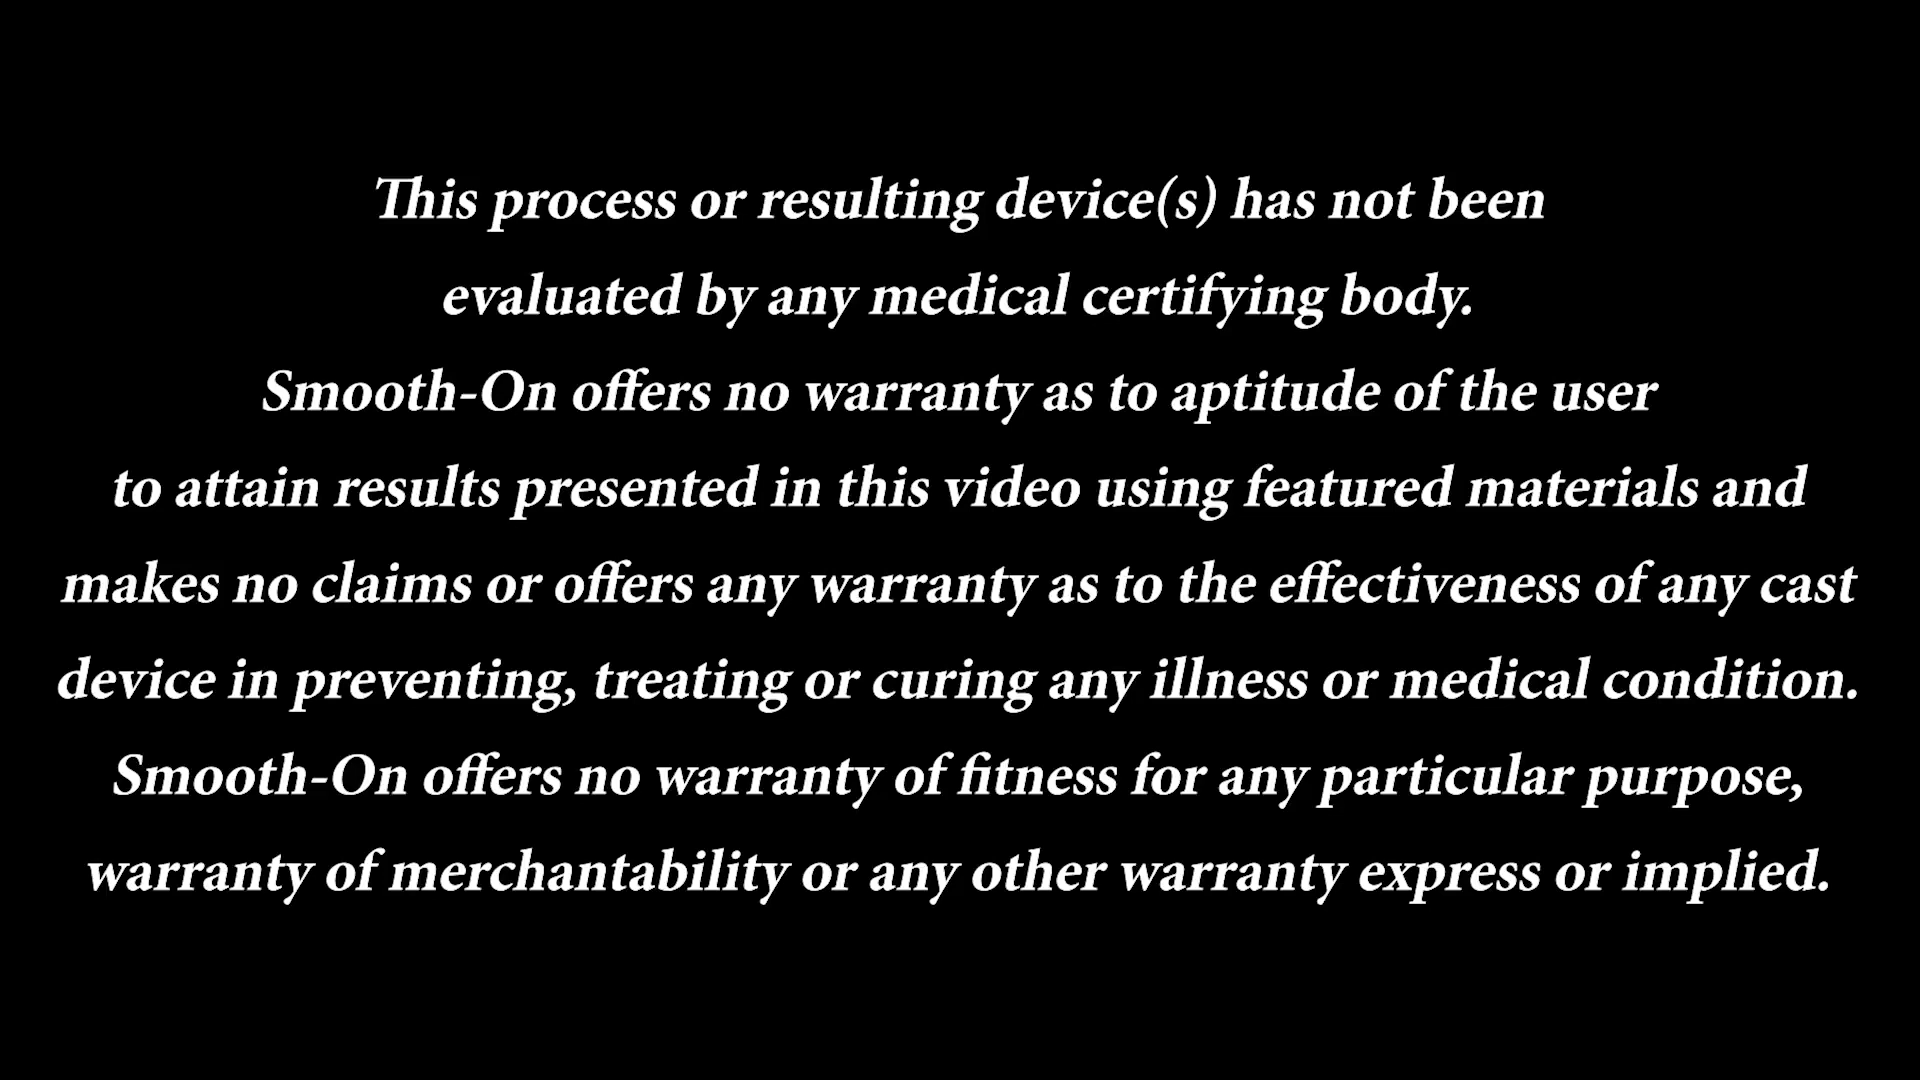 This process or resulting device(s) has not been
evaluated by any medical certifying body.
Smooth-On offers no warranty as to aptitude of the user
to attain results presented in this video using featured materials and
makes no claims or offers any warranty as to the effectiveness of any cast
device in preventing, treating or curing any illness or medical condition.
Smooth-On offers no warranty of fitness for any particular purpose,
warranty of merchantability or any other warranty express or implied.